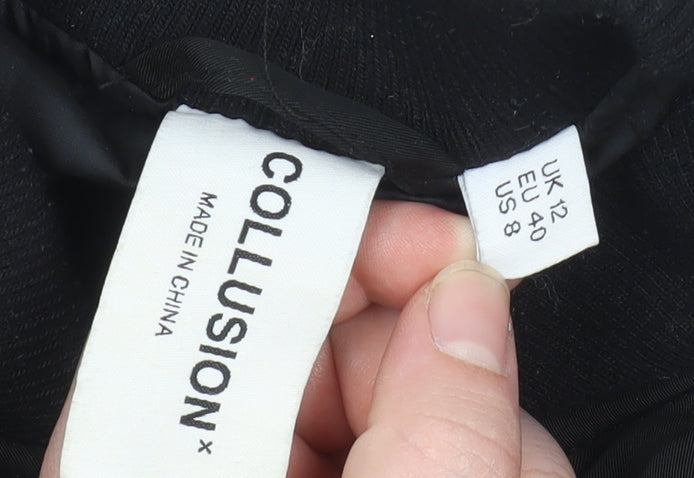 COLLUSION×
MADE IN CHINA
UK 12
EU 40
US 8